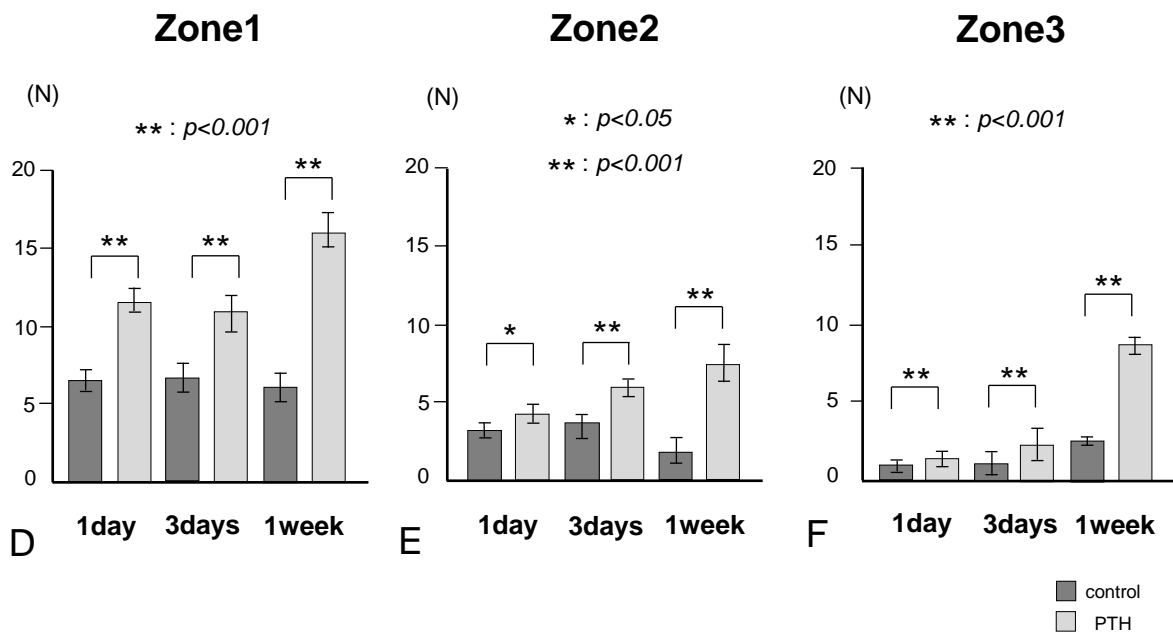 Zone1
(N)
** : p<0.001
20
15
10
5
0
**
**
**
1day 3days 1week
D
Zone2
(N)
* : p<0.05
** : p<0.001
20
15
10
5
0
*
**
**
1day 3days 1week
E
Zone3
(N)
** : p<0.001
20
15
10
5
0
**
**
**
1day 3days 1week
F
control
PTH